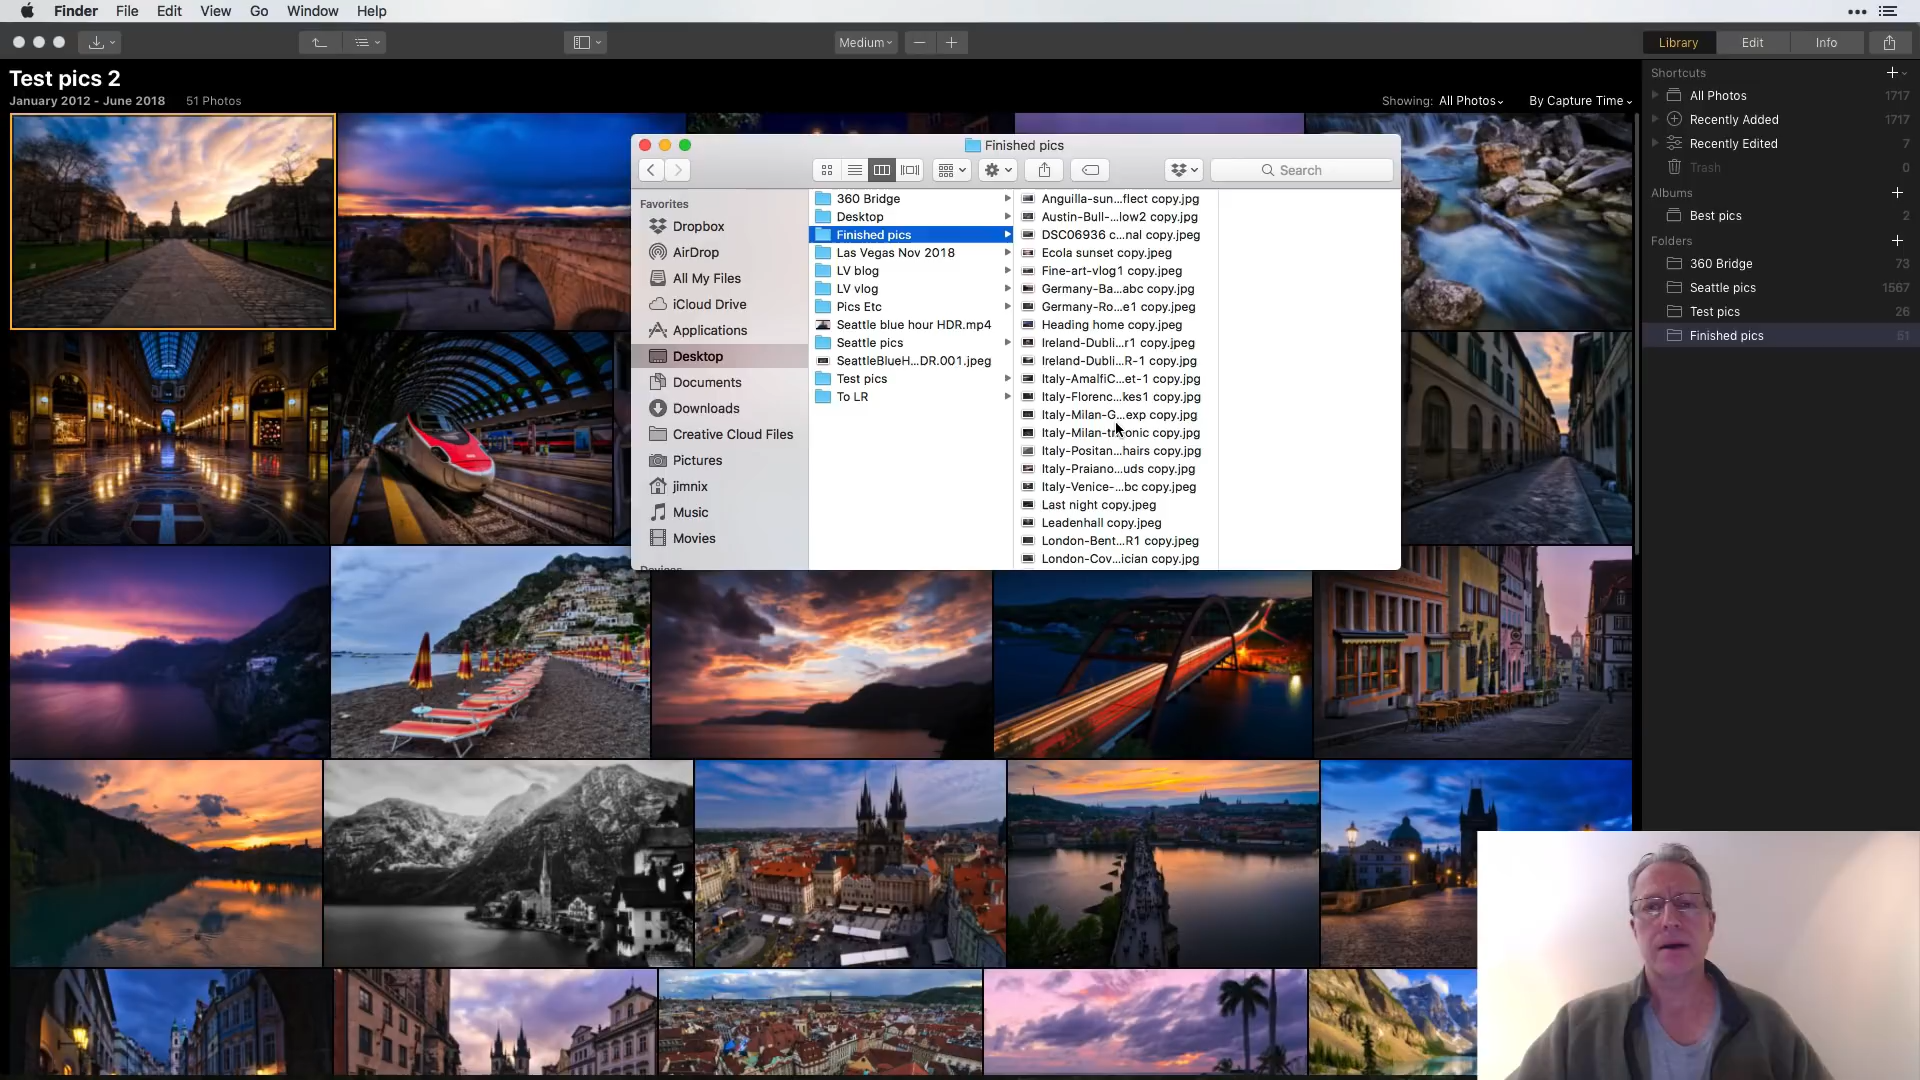 Finder File Edit View Go Window Help
Medium
Library Edit Info
Test pics 2
January 2012 - June 2018 51 Photos
Showing: All Photos By Capture Time
Shortcuts
All Photos 1717
Recently Added 1717
Recently Edited 7
Trash 0
Albums
Best pics 2
Folders
360 Bridge 73
Seattle pics 1567
Test pics 26
Finished pics 51
Finished pics
Search
Favorites
Dropbox
AirDrop
All My Files
iCloud Drive
Applications
Desktop
Documents
Downloads
Creative Cloud Files
Pictures
jimnix
Music
Movies
360 Bridge
Desktop
Finished pics
Las Vegas Nov 2018
LV blog
LV vlog
Pics Etc
Seattle blue hour HDR.mp4
Seattle pics
SeattleBlueH...DR.001.jpeg
Test pics
To LR
Anguilla-sun...flect copy.jpg
Austin-Bull-...low2 copy.jpg
DSC06936 c...nal copy.jpeg
Ecola sunset copy.jpeg
Fine-art-vlog1 copy.jpeg
Germany-Ba...abc copy.jpg
Germany-Ro...e1 copy.jpeg
Heading home copy.jpeg
Ireland-Dubli...r1 copy.jpeg
Ireland-Dubli...R-1 copy.jpg
Italy-AmalfiC...et-1 copy.jpg
Italy-Florenc...kes1 copy.jpg
Italy-Milan-G...exp copy.jpg
copy.jpg
Italy-Positan...hairs copy.jpg
Italy-Praiano...uds copy.jpg
Italy-Venice-...bc copy.jpeg
Last night copy.jpeg
Leadenhall copy.jpeg
London-Bent...R1 copy.jpeg
London-Cov...ician copy.jpg